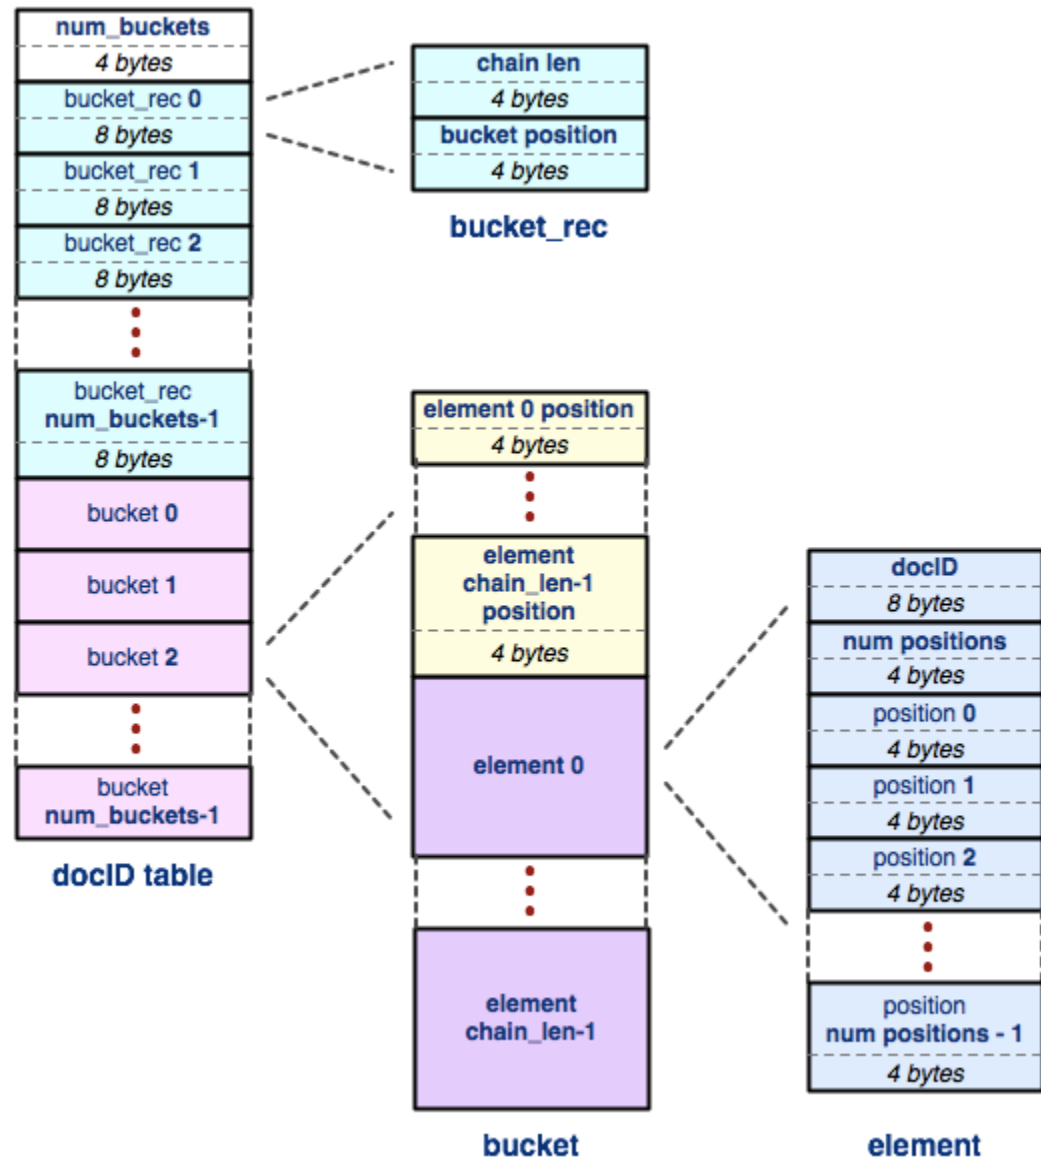 num_buckets
4 bytes
bucket_rec 0
8 bytes
bucket_rec 1
8 bytes
bucket_rec 2
8 bytes
bucket_rec
num_buckets-1
8 bytes
bucket 0
bucket 1
bucket 2
bucket
num_buckets-1
docID table
chain len
4 bytes
bucket position
4 bytes
bucket_rec
element 0 position
4 bytes
element
chain_len-1
position
4 bytes
element 0
element
chain_len-1
bucket
docID
8 bytes
num positions
4 bytes
position 0
4 bytes
position 1
4 bytes
position 2
4 bytes
position
num positions - 1
4 bytes
element